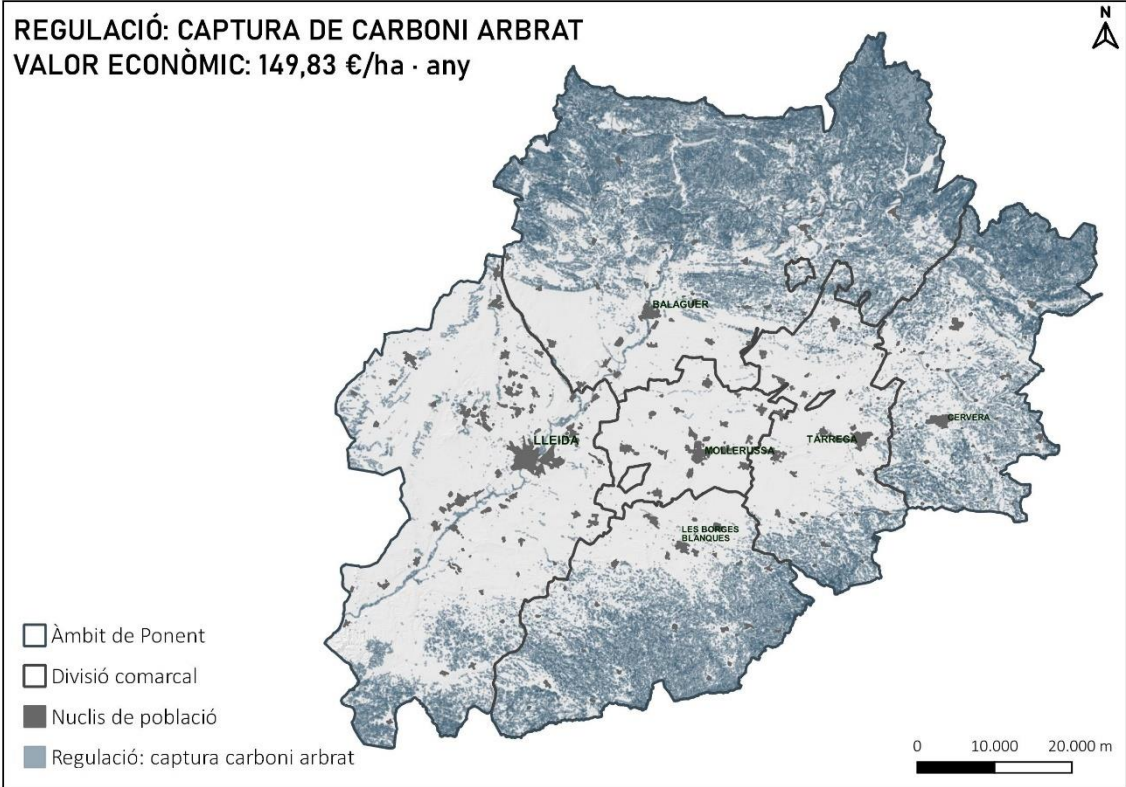 REGULACIÓ: CAPTURA DE CARBONI ARBRAT
VALOR ECONÒMIC: 149,83 €/ha · any
N
BALAGUER
CERVERA
LLEIDA
TÀRREGA
MOLLERUSSA
LES BORGES
BLANQUES
Àmbit de Ponent
Divisió comarcal
Nuclis de població
Regulació: captura carboni arbrat
0 10.000 20.000 m